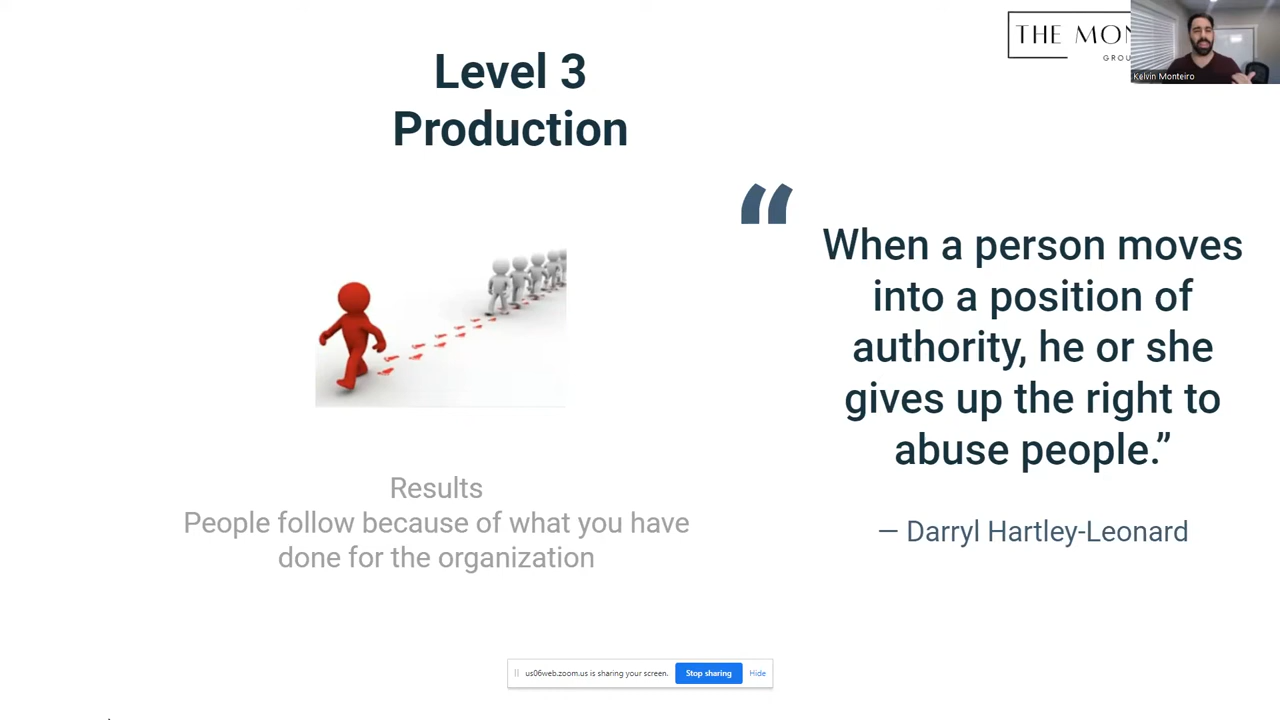 Level 3
Production
THE
Kelvin Monteiro
“
When a person moves
into a position of
authority, he or she
gives up the right to
abuse people.”
— Darryl Hartley-Leonard
Results
People follow because of what you have
done for the organization
us06web.zoom.us is sharing your screen.
Stop sharing
Hide